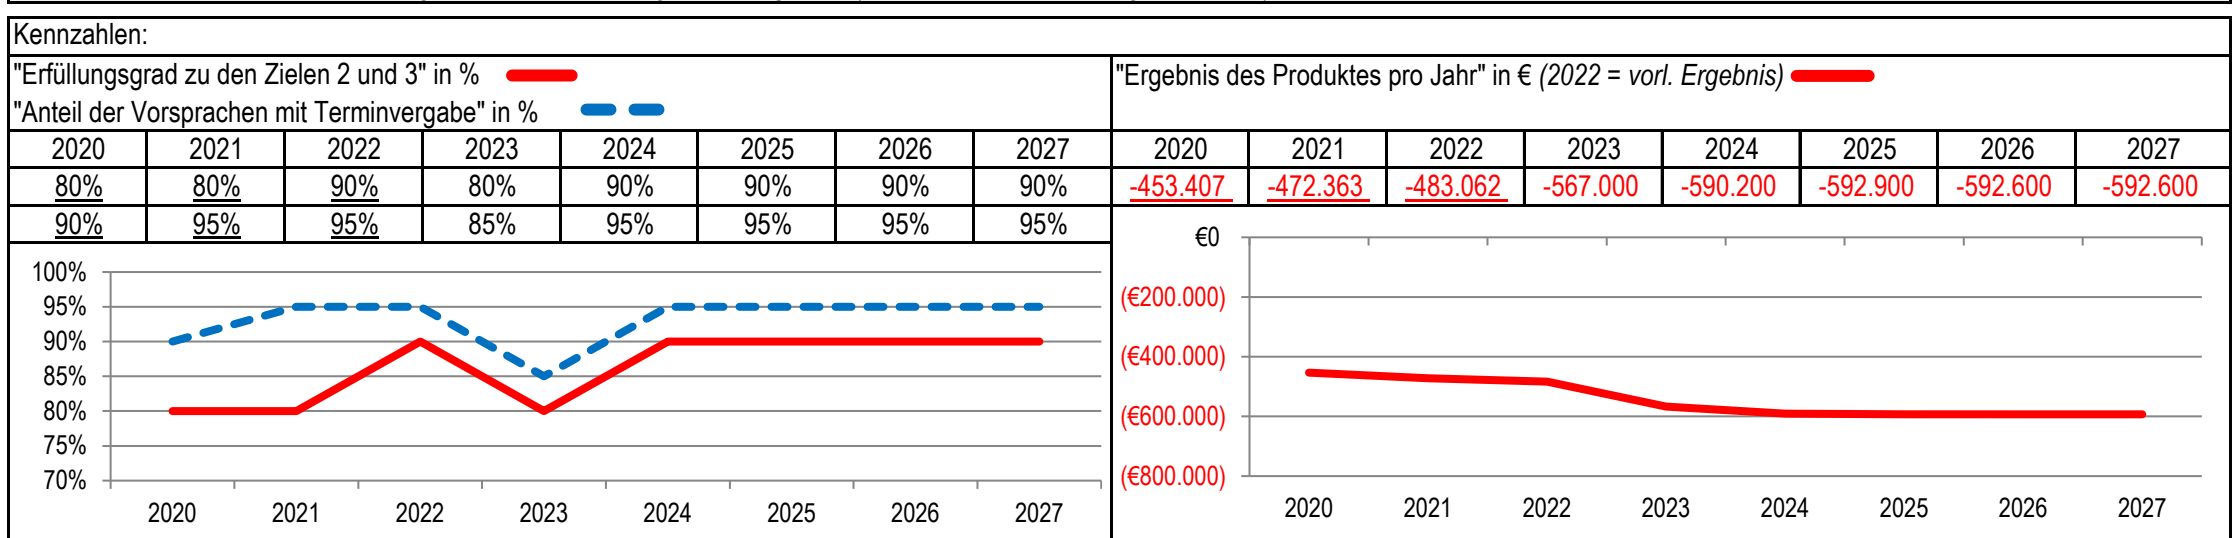 Kennzahlen:
"Erfüllungsgrad zu den Zielen 2 und 3" in %
"Anteil der Vorsprachen mit Terminvergabe" in %
2020 2021 2022 2023 2024 2025 2026 2027
80% 80% 90% 80% 90% 90% 90% 90%
90% 95% 95% 85% 95% 95% 95% 95%
100%
95%
90%
85%
80%
75%
70%
2020 2021 2022 2023 2024 2025 2026 2027
"Ergebnis des Produktes pro Jahr" in € (2022 = vorl. Ergebnis)
2020 2021 2022 2023 2024 2025 2026 2027
-453.407 -472.363 -483.062 -567.000 -590.200 -592.900 -592.600 -592.600
€0
(€200.000)
(€400.000)
(€600.000)
(€800.000)
2020 2021 2022 2023 2024 2025 2026 2027